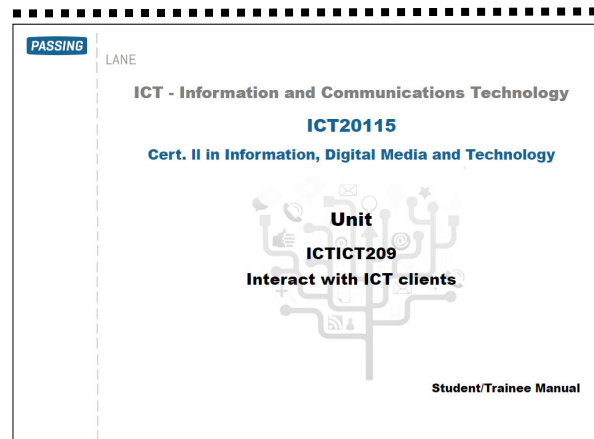 PASSING
LANE
ICT - Information and Communications Technology
ICT20115
Cert. II in Information, Digital Media and Technology
Unit
ICTICT209
Interact with ICT clients
Student/Trainee Manual